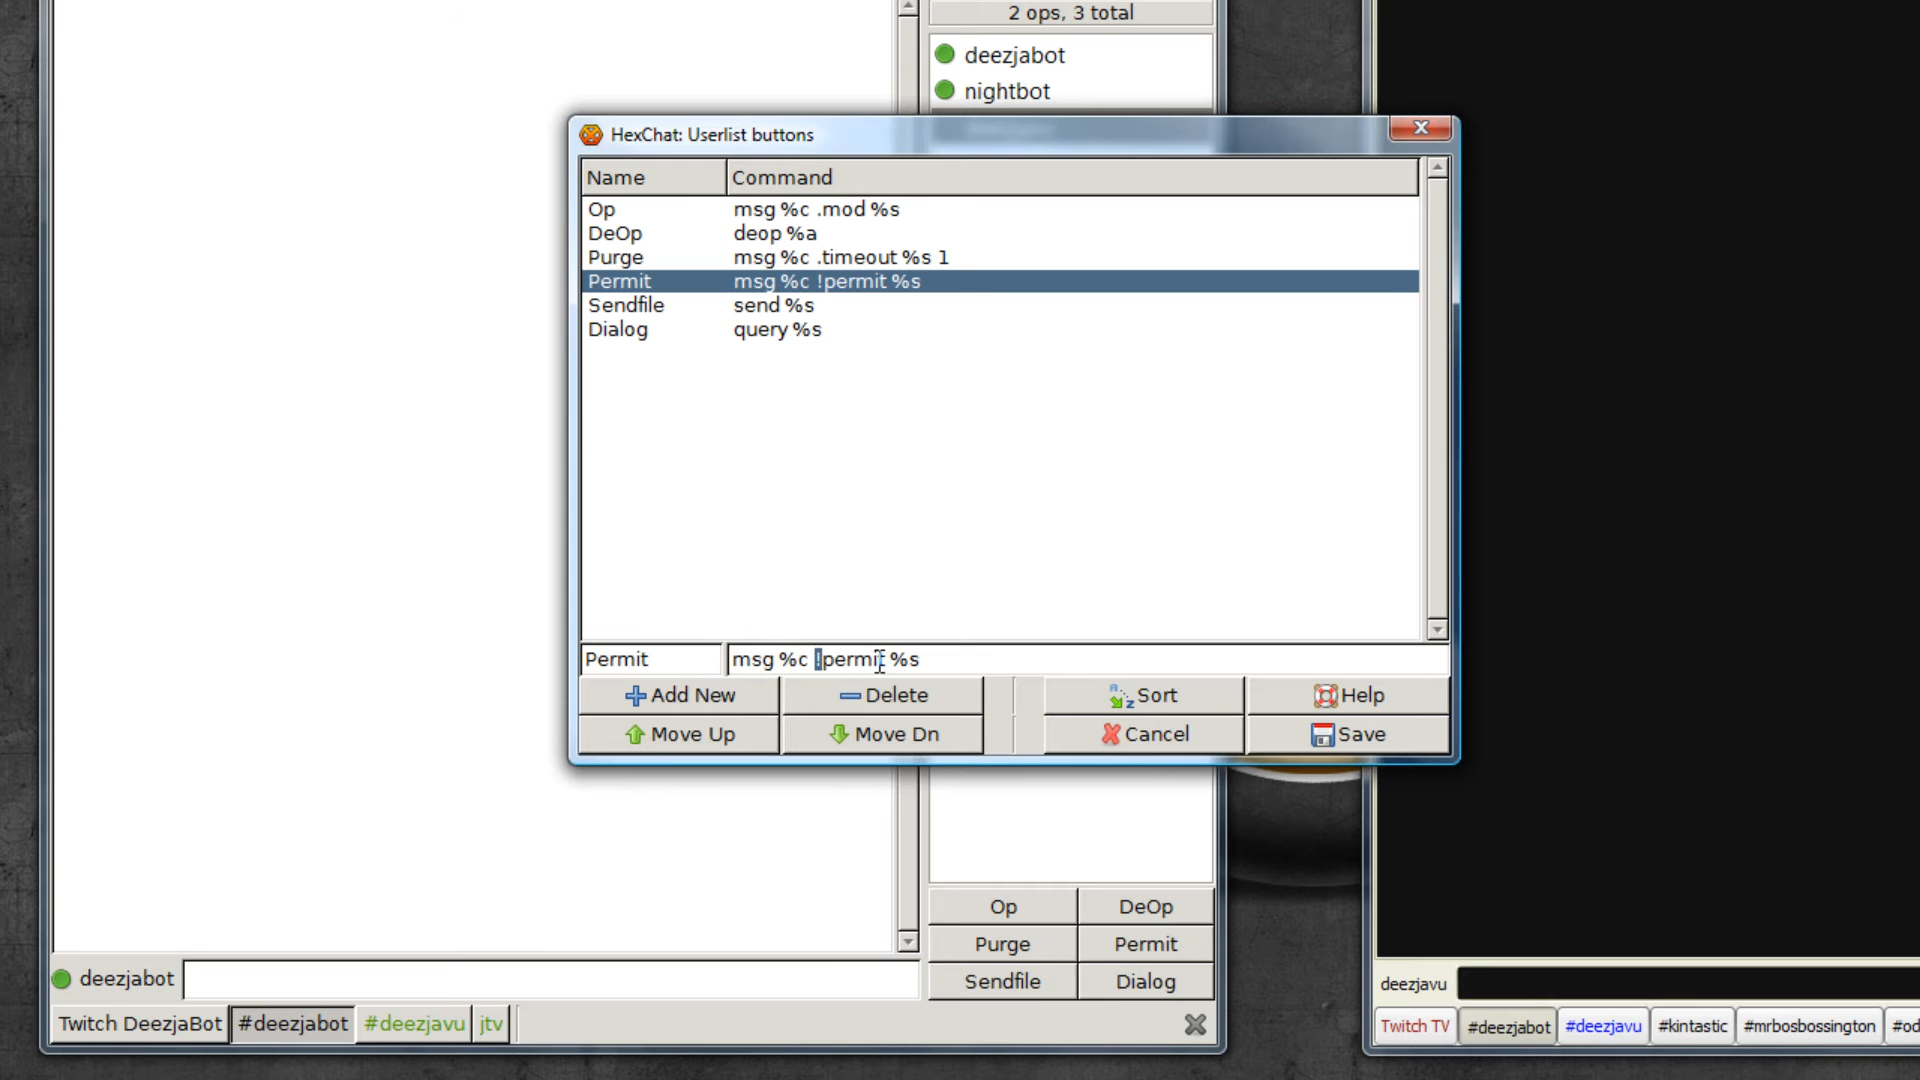 2 ops, 3 total
deezjabot
nightbot
HexChat: Userlist buttons
Name Command
Op msg %c .mod %s
DeOp deop %a
Purge msg %c .timeout %s 1
Permit msg %c !permit %s
Sendfile send %s
Dialog query %s
Permit msg %c !permit %s
Add New Delete Sort Help
Move Up Move Dn Cancel Save
Op DeOp
Purge Permit
Sendfile Dialog
deezjabot
Twitch DeezjaBot #deezjabot #deezjavu jtv
deezjavu
Twitch TV #deezjabot #deezjavu #kintastic #mrbosbossington #od